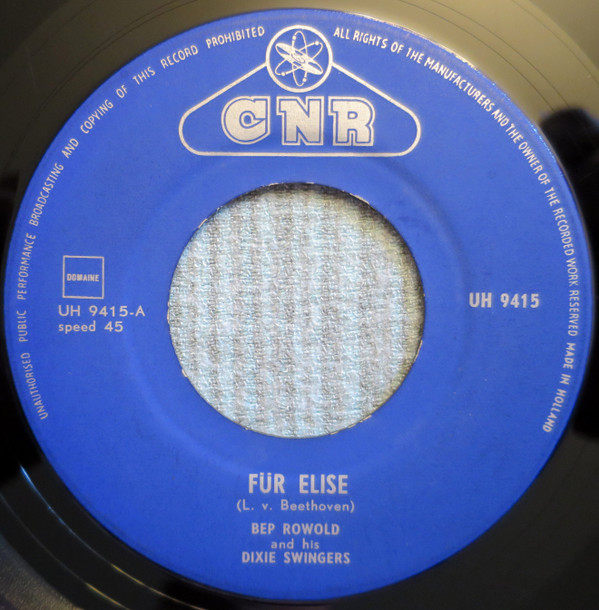 UNAUTHORISED PUBLIC PERFORMANCE BROADCASTING AND COPYING OF THIS RECORD PROHIBITED
ALL RIGHTS OF THE MANUFACTURERS AND THE OWNER OF THE RECORDED WORK RESERVED MADE IN HOLLAND
CNR
DOMAINE
UH 9415-A
speed 45
UH 9415
FÜR ELISE
(L. v. Beethoven)
BEP ROWOLD
and his
DIXIE SWINGERS